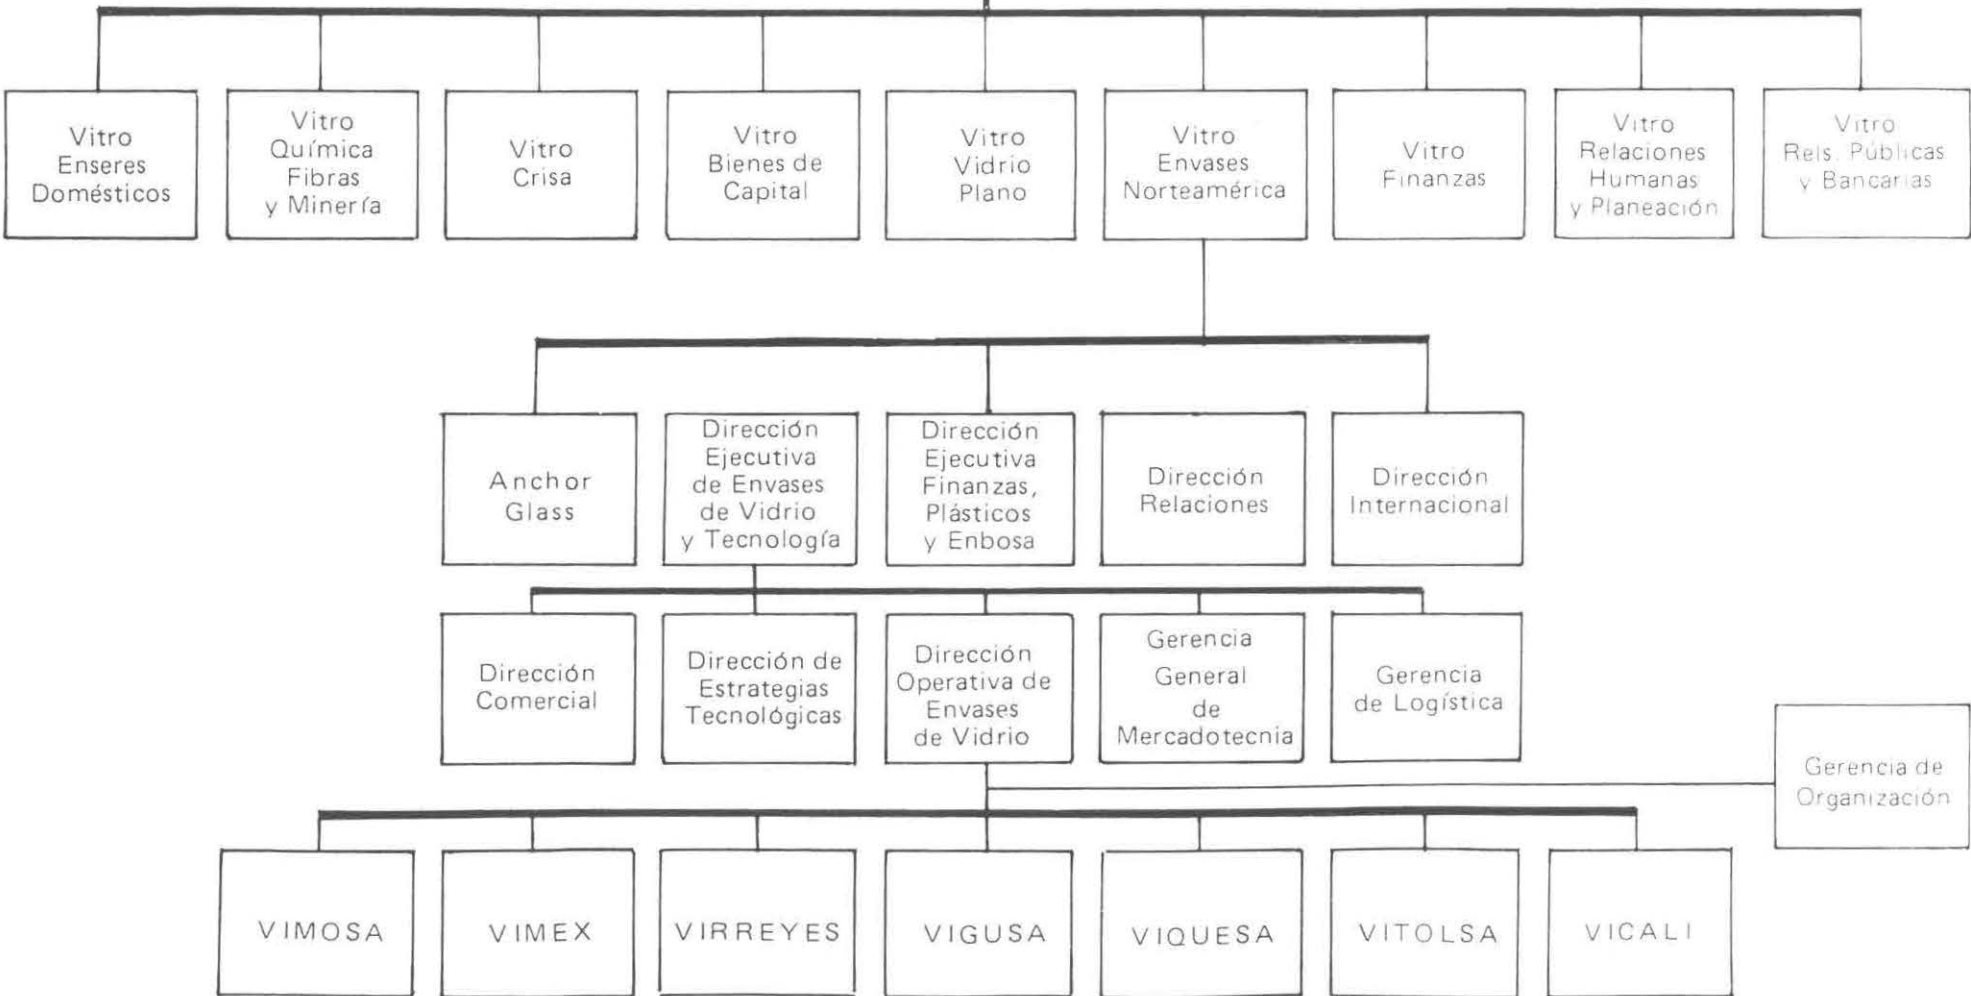 Vitro
Enseres
Domésticos
Vitro
Química
Fibras
y Minería
Vitro
Crisa
Vitro
Bienes de
Capital
Vitro
Vidrio
Plano
Vitro
Envases
Norteamérica
Vitro
Finanzas
Vitro
Relaciones
Humanas
y Planeación
Vitro
Rels. Públicas
y Bancarias
Anchor
Glass
Dirección
Ejecutiva
de Envases
de Vidrio
y Tecnología
Dirección
Ejecutiva
Finanzas,
Plásticos
y Enbosa
Dirección
Relaciones
Dirección
Internacional
Dirección
Comercial
Dirección de
Estrategias
Tecnológicas
Dirección
Operativa de
Envases
de Vidrio
Gerencia
General
de
Mercadotecnia
Gerencia
de Logística
Gerencia de
Organización
VIMOSA
VIMEX
VIRREYES
VIGUSA
VIQUESA
VITOLSA
VICALI